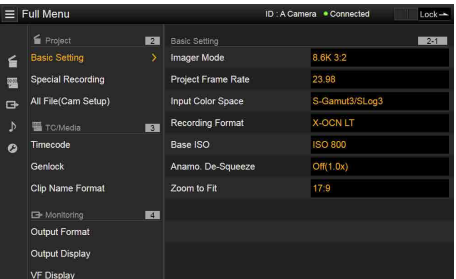 Full Menu
ID : A Camera
Connected
Lock
Project 2
Basic Setting
Special Recording
All File(Cam Setup)
TC/Media 3
Timecode
Genlock
Clip Name Format
Monitoring 4
Output Format
Output Display
VF Display
Basic Setting 2-1
Imager Mode 8.6K 3:2
Project Frame Rate 23.98
Input Color Space S-Gamut3/SLog3
Recording Format X-OCN LT
Base ISO ISO 800
Anamo. De-Squeeze Off(1.0x)
Zoom to Fit 17:9